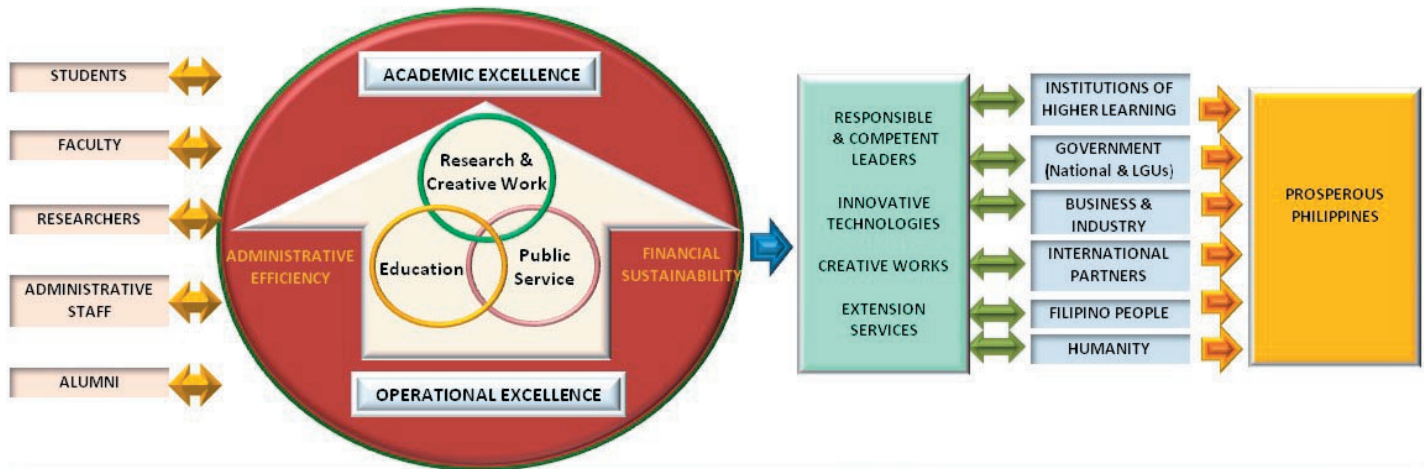 STUDENTS
FACULTY
RESEARCHERS
ADMINISTRATIVE
STAFF
ALUMNI
ACADEMIC EXCELLENCE
Research &
Creative Work
Education
Public
Service
ADMINISTRATIVE
EFFICIENCY
FINANCIAL
SUSTAINABILITY
OPERATIONAL EXCELLENCE
RESPONSIBLE
& COMPETENT
LEADERS
INNOVATIVE
TECHNOLOGIES
CREATIVE WORKS
EXTENSION
SERVICES
INSTITUTIONS OF
HIGHER LEARNING
GOVERNMENT
(National & LGUs)
BUSINESS &
INDUSTRY
INTERNATIONAL
PARTNERS
FILIPINO PEOPLE
HUMANITY
PROSPEROUS
PHILIPPINES